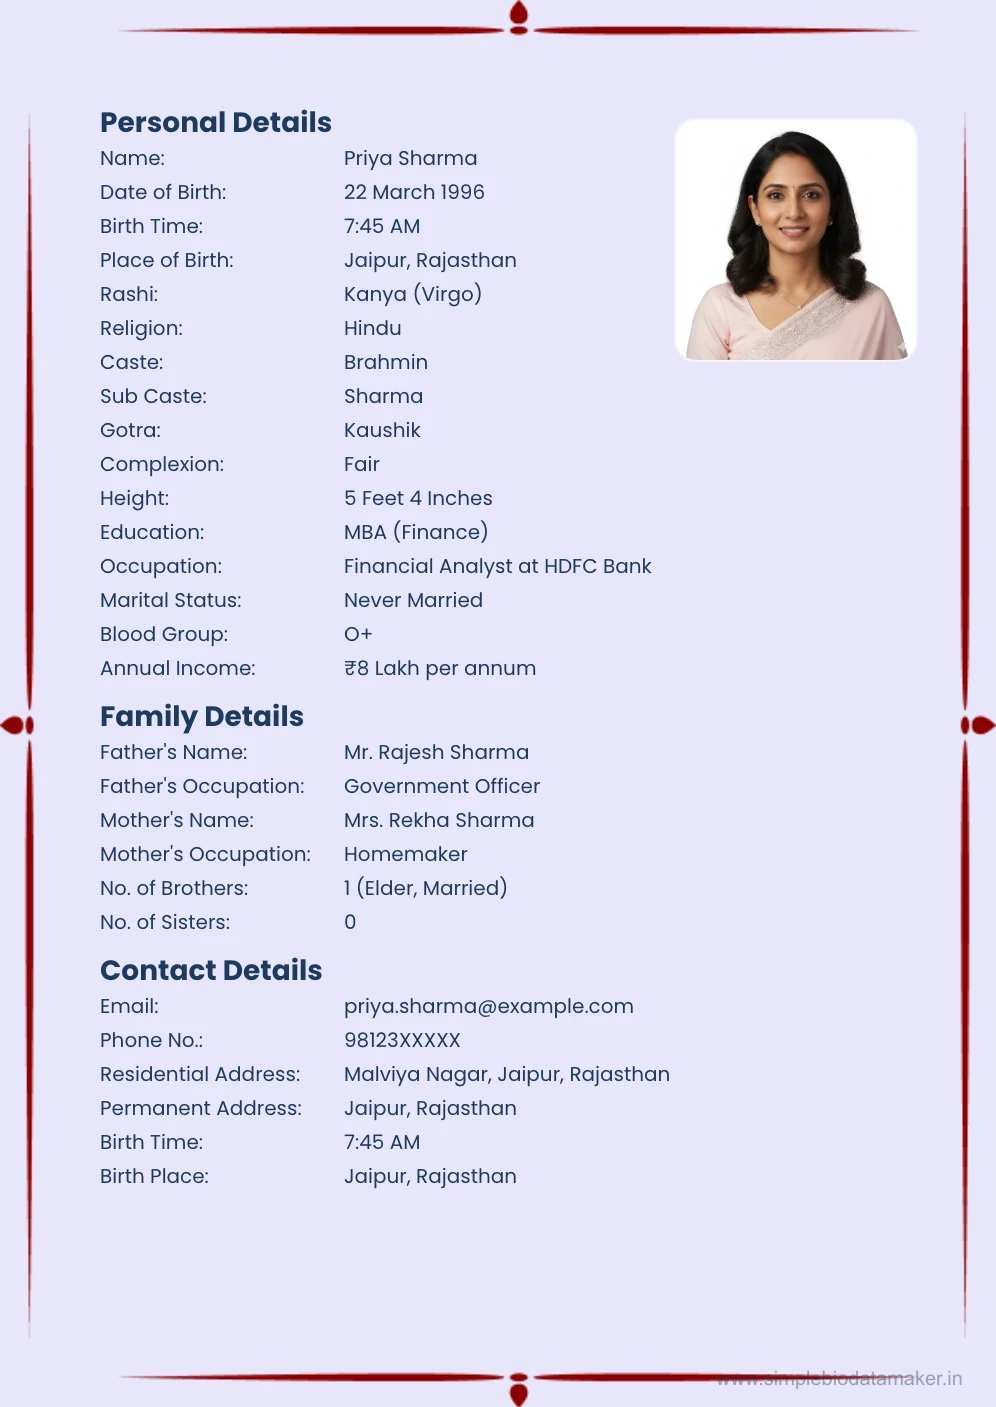 Personal Details
Name: Priya Sharma
Date of Birth: 22 March 1996
Birth Time: 7:45 AM
Place of Birth: Jaipur, Rajasthan
Rashi: Kanya (Virgo)
Religion: Hindu
Caste: Brahmin
Sub Caste: Sharma
Gotra: Kaushik
Complexion: Fair
Height: 5 Feet 4 Inches
Education: MBA (Finance)
Occupation: Financial Analyst at HDFC Bank
Marital Status: Never Married
Blood Group: O+
Annual Income: ₹8 Lakh per annum
Family Details
Father's Name: Mr. Rajesh Sharma
Father's Occupation: Government Officer
Mother's Name: Mrs. Rekha Sharma
Mother's Occupation: Homemaker
No. of Brothers: 1 (Elder, Married)
No. of Sisters: 0
Contact Details
Email: priya.sharma@example.com
Phone No.: 98123XXXXX
Residential Address: Malviya Nagar, Jaipur, Rajasthan
Permanent Address: Jaipur, Rajasthan
Birth Time: 7:45 AM
Birth Place: Jaipur, Rajasthan
www.simplebiodatamaker.in